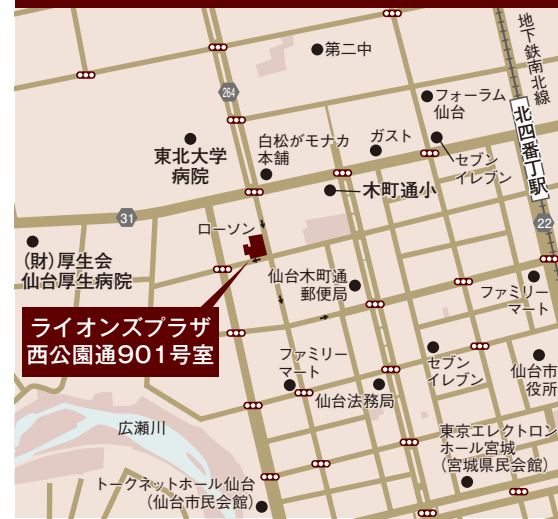 地下鉄南北線
第二中
264
フォーラム
仙台
北四番丁駅
白松がモナカ
本舗
ガスト
東北大学
病院
セブン
イレブン
木町通小
31
22
ローソン
(財)厚生会
仙台厚生病院
仙台木町通
郵便局
ファミリー
マート
ライオンズプラザ
西公園通901号室
ファミリー
マート
セブン
イレブン
仙台市
役所
仙台法務局
広瀬川
東京エレクトロン
ホール宮城
(宮城県民会館)
トークネットホール仙台
(仙台市民会館)